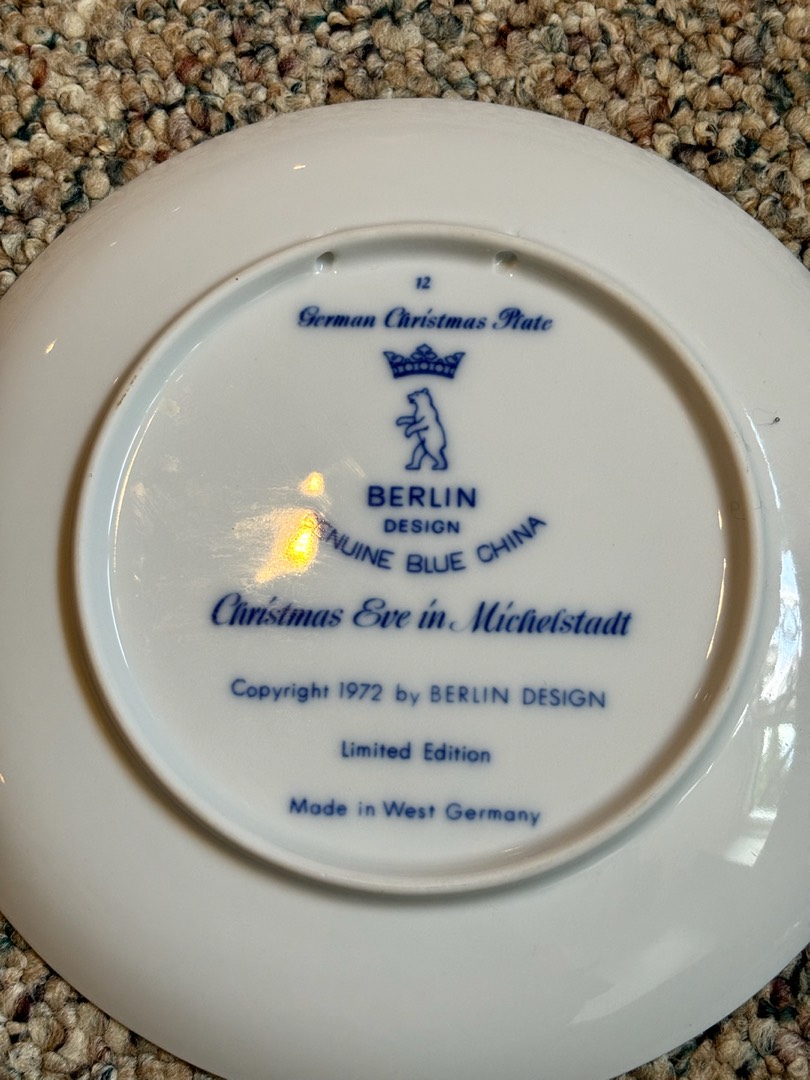 12
German Christmas Plate
BERLIN
DESIGN
BLUE CHINA
Christmas Eve in Michelstadt
Copyright 1972 by BERLIN DESIGN
Limited Edition
Made in West Germany